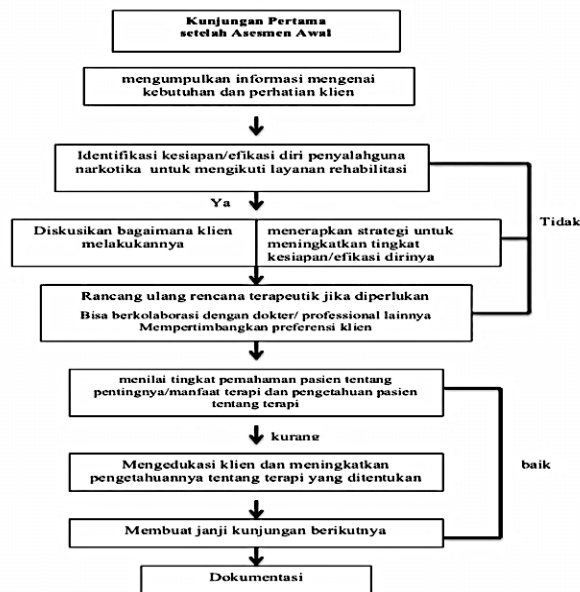 Kunjungan Pertama
setelah Asesmen Awal
mengumpulkan informasi mengenai
kebutuhan dan perhatian klien
Identifikasi kesiapan/efikasi diri penyalahguna
narkotika untuk mengikuti layanan rehabilitasi
Ya
Tidak
Diskusikan bagaimana klien
melakukannya
menerapkan strategi untuk
meningkatkan tingkat
kesiapan/efikasi dirinya
Rancang ulang rencana terapeutik jika diperlukan
Bisa berkolaborasi dengan dokter/ professional lainnya
Mempertimbangkan preferensi klien
menilai tingkat pemahaman pasien tentang
pentingnya/manfaat terapi dan pengetahuan pasien
tentang terapi
kurang
baik
Mengedukasi klien dan meningkatkan
pengetahuannya tentang terapi yang ditentukan
Membuat janji kunjungan berikutnya
Dokumentasi